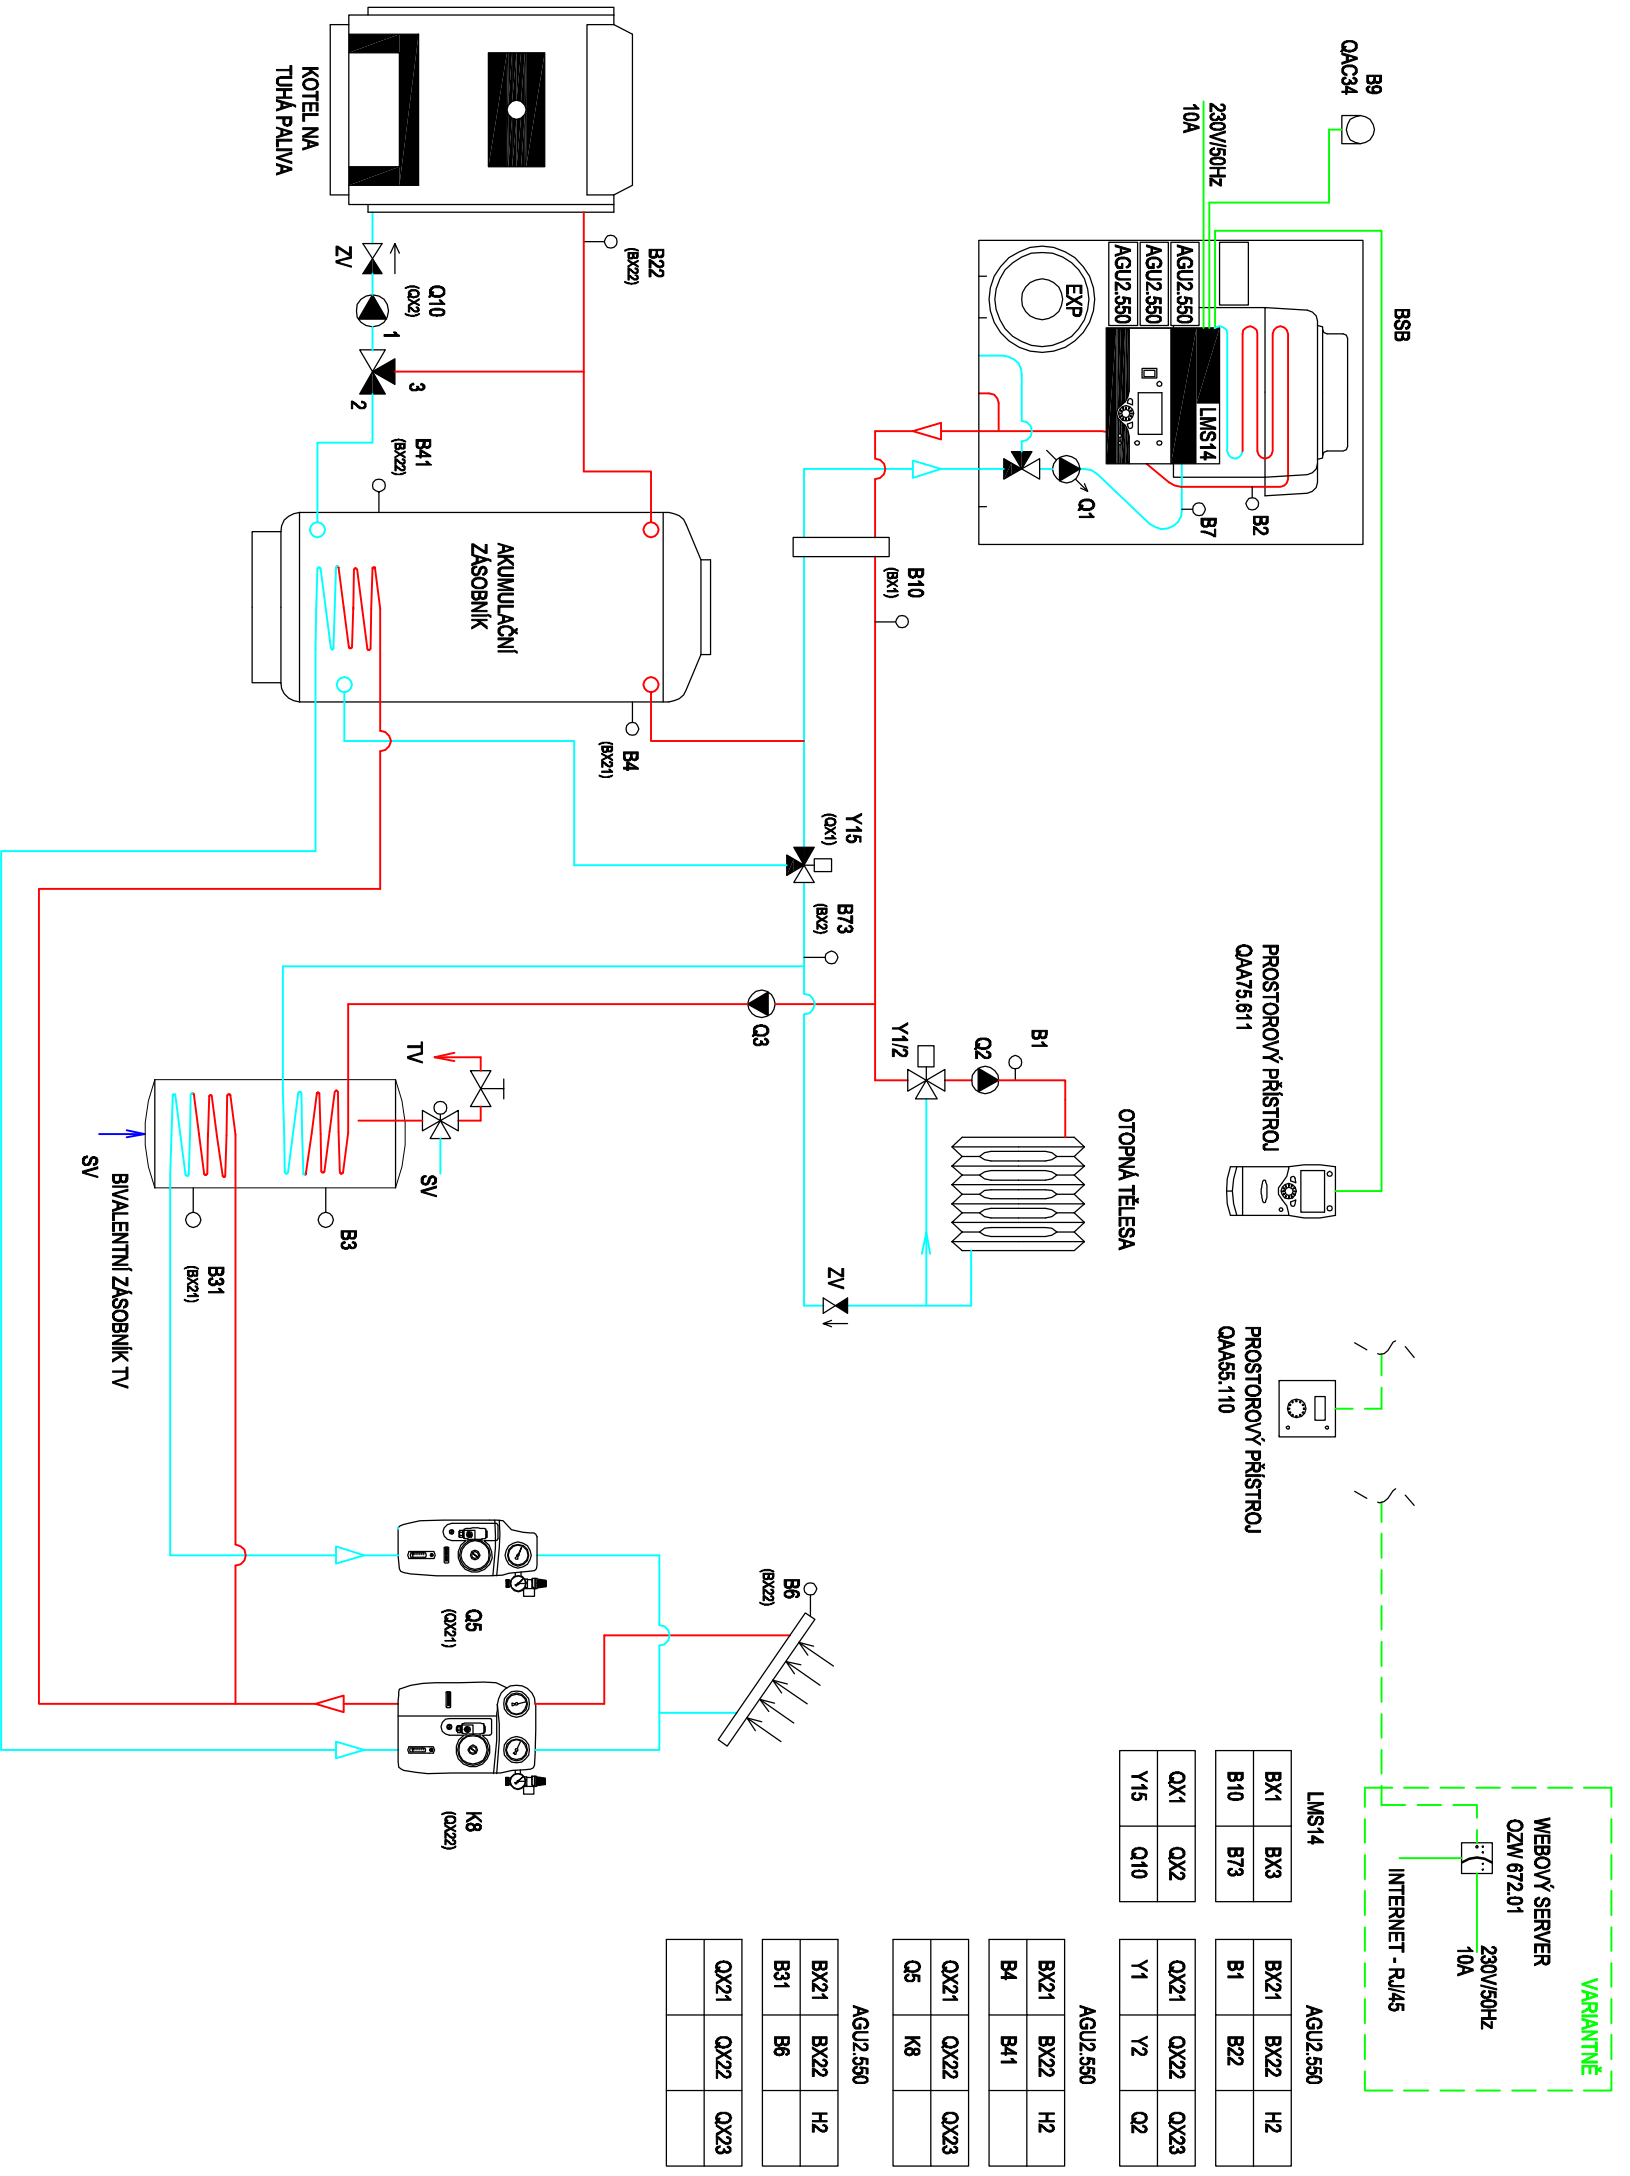 B9
QAC34
230V/50Hz
10A
BSB
AGU2.550
AGU2.550
AGU2.550
LMS14
EXP
B2
B7
Q1
KOTEL NA
TUHÁ PALIVA
B22
(BX22)
ZV
Q10
(QX2)
1
2
3
B41
(BX22)
AKUMULAČNÍ
ZÁSOBNÍK
B10
(BX1)
B4
(BX21)
Y15
(QX1)
B73
(BX2)
Q3
Y1/2
Q2
B1
OTOPNÁ TĚLESA
ZV
PROSTOROVÝ PŘÍSTROJ
QAA75.611
PROSTOROVÝ PŘÍSTROJ
QAA55.110
TV
SV
SV
B3
B31
(BX21)
BIVALENTNÍ ZÁSOBNÍK TV
Q5
(QX21)
K8
(QX22)
B6
(BX22)
VARIANTNĚ
WEBOVÝ SERVER
OZW 672.01
230V/50Hz
10A
INTERNET - RJ/45
LMS14
BX1 BX3
B10 B73
QX1 QX2
Y15 Q10
AGU2.550
BX21 BX22 H2
B1 B22
QX21 QX22 QX23
Y1 Y2 Q2
AGU2.550
BX21 BX22 H2
B4 B41
QX21 QX22 QX23
Q5 K8
AGU2.550
BX21 BX22 H2
B31 B6
QX21 QX22 QX23